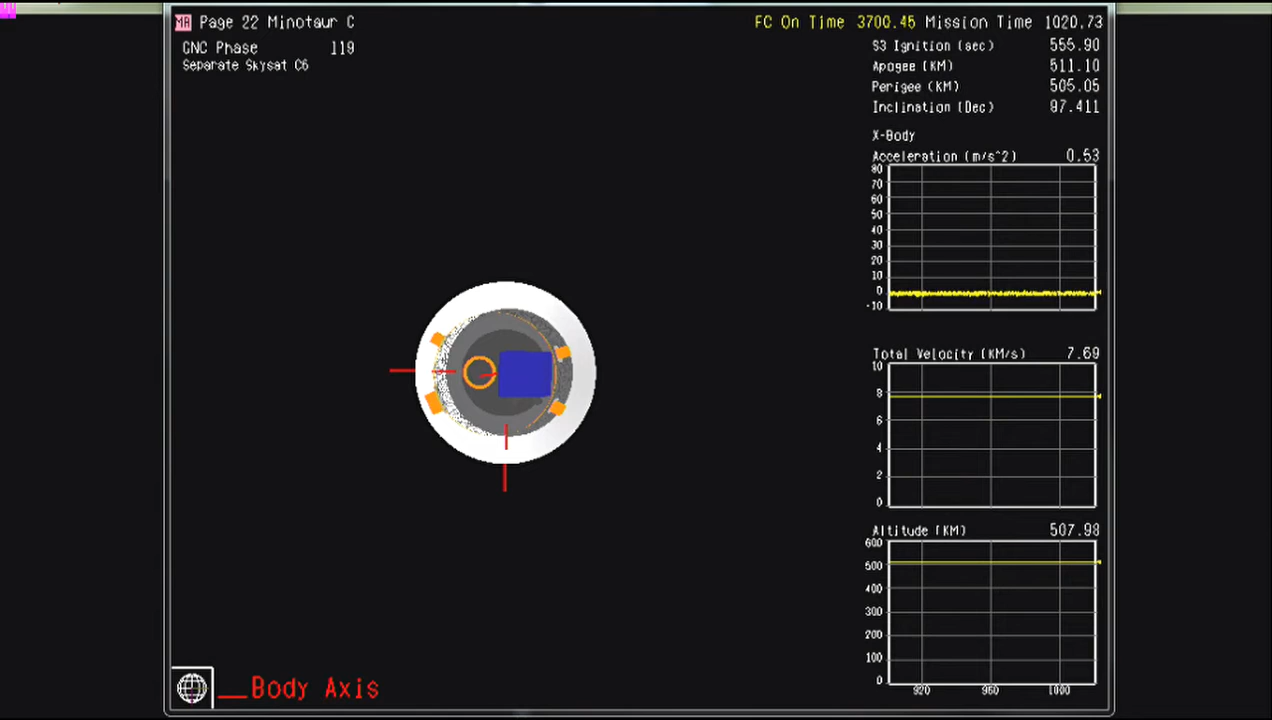 MA Page 22 Minotaur C
FC On Time 3700.45 Mission Time 1020.73
GNC Phase 119
Separate Skysat C6
S3 Ignition (sec) 555.90
Apogee (KM) 511.10
Perigee (KM) 505.05
Inclination (Dec) 97.411
X-Body
Acceleration (m/s^2) 0.53
80
70
60
50
40
30
20
10
0
-10
Total Velocity (KM/s) 7.69
10
8
6
4
2
0
Altitude (KM) 507.98
600
500
400
300
200
100
0
920 960 1000
Body Axis